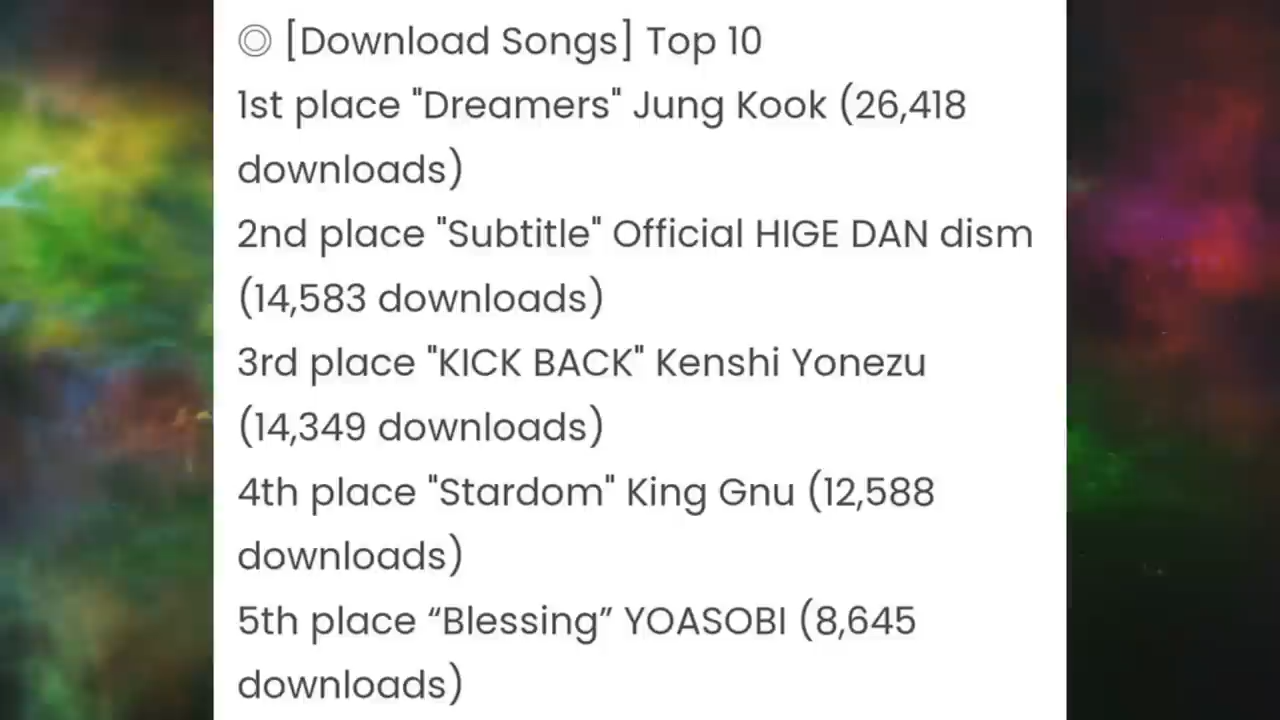 ◎ [Download Songs] Top 10
1st place "Dreamers" Jung Kook (26,418
downloads)
2nd place "Subtitle" Official HIGE DAN dism
(14,583 downloads)
3rd place "KICK BACK" Kenshi Yonezu
(14,349 downloads)
4th place "Stardom" King Gnu (12,588
downloads)
5th place “Blessing” YOASOBI (8,645
downloads)